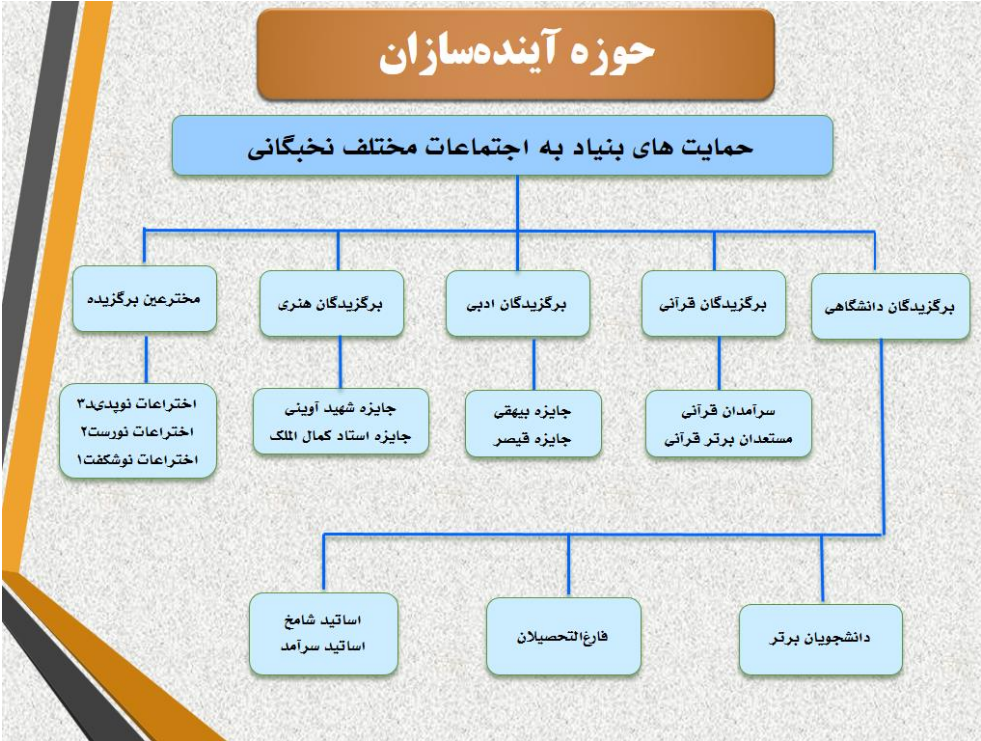 حوزه آینده‌سازان
حمایت های بنیاد به اجتماعات مختلف نخبگانی
برگزیدگان دانشگاهی
برگزیدگان قرآنی
برگزیدگان ادبی
برگزیدگان هنری
مخترعین برگزیده
سرآمدان قرآنی
مستعدان برتر قرآنی
جایزه بیهقی
جایزه قیصر
جایزه شهید آوینی
جایزه استاد کمال الملک
اختراعات نوپدید۳
اختراعات نورست۲
اختراعات نوشکفت۱
دانشجویان برتر
فارغ‌التحصیلان
اساتید شامخ
اساتید سرآمد